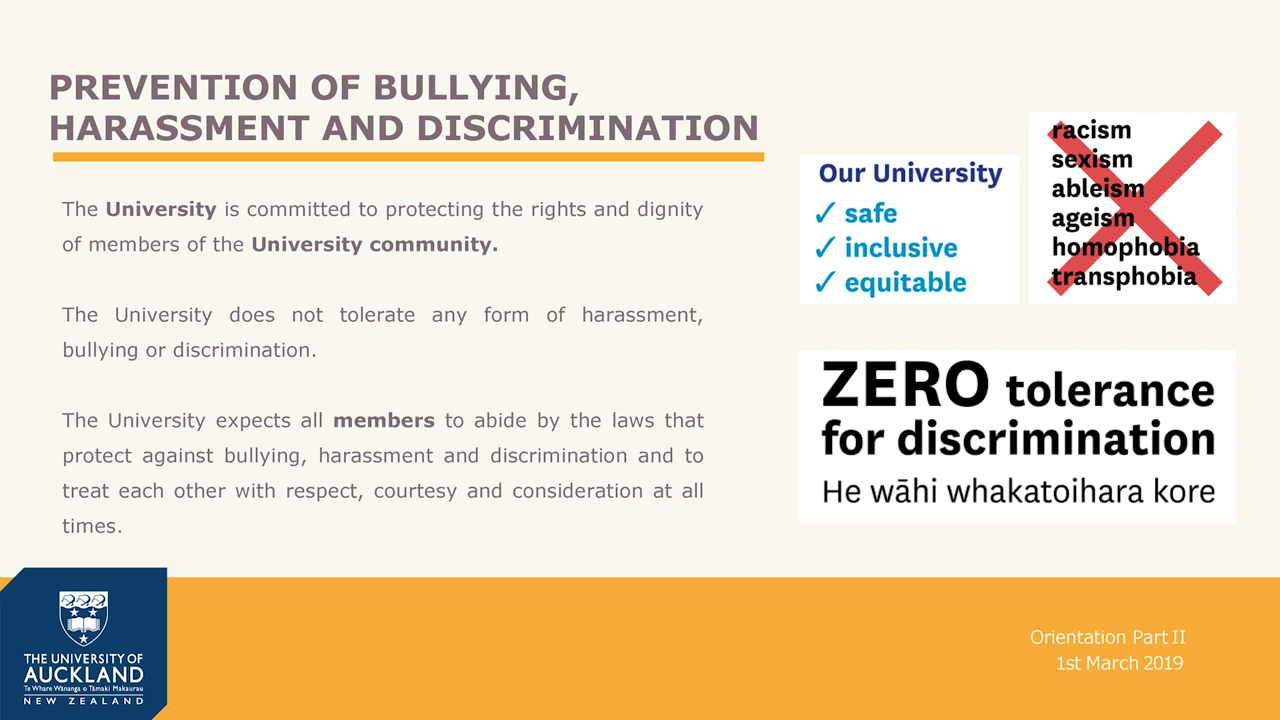 PREVENTION OF BULLYING,
HARASSMENT AND DISCRIMINATION
The University is committed to protecting the rights and dignity
of members of the University community.
The University does not tolerate any form of harassment,
bullying or discrimination.
The University expects all members to abide by the laws that
protect against bullying, harassment and discrimination and to
treat each other with respect, courtesy and consideration at all
times.
Our University
✓ safe
✓ inclusive
✓ equitable
racism
sexism
ableism
ageism
homophobia
transphobia
ZERO tolerance
for discrimination
He wāhi whakatoihara kore
THE UNIVERSITY OF
AUCKLAND
Te Whare Wānanga o Tāmaki Makaurau
NEW ZEALAND
Orientation Part II
1st March 2019